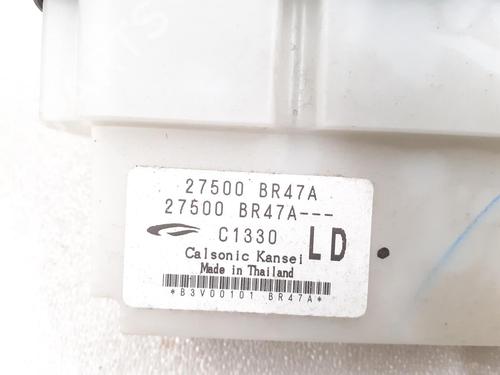 27500 BR47A
27500 BR47A---
C1330 LD
Calsonic Kansei
Made in Thailand
*B3V00101 BR47A*